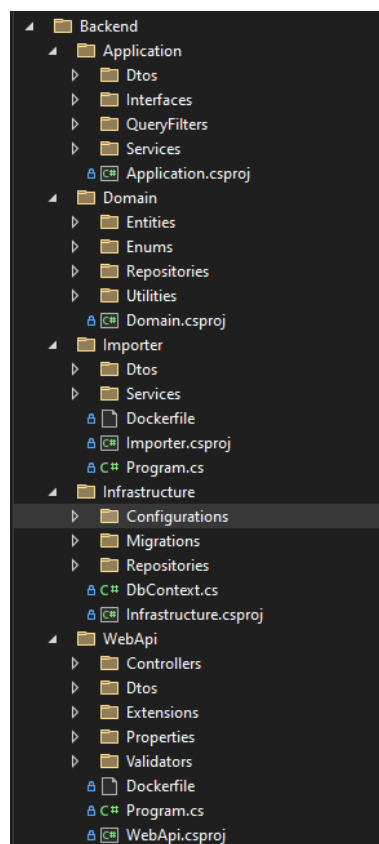 Backend
Application
Dtos
Interfaces
QueryFilters
Services
C# Application.csproj
Domain
Entities
Enums
Repositories
Utilities
C# Domain.csproj
Importer
Dtos
Services
Dockerfile
C# Importer.csproj
C# Program.cs
Infrastructure
Configurations
Migrations
Repositories
C# DbContext.cs
C# Infrastructure.csproj
WebApi
Controllers
Dtos
Extensions
Properties
Validators
Dockerfile
C# Program.cs
C# WebApi.csproj